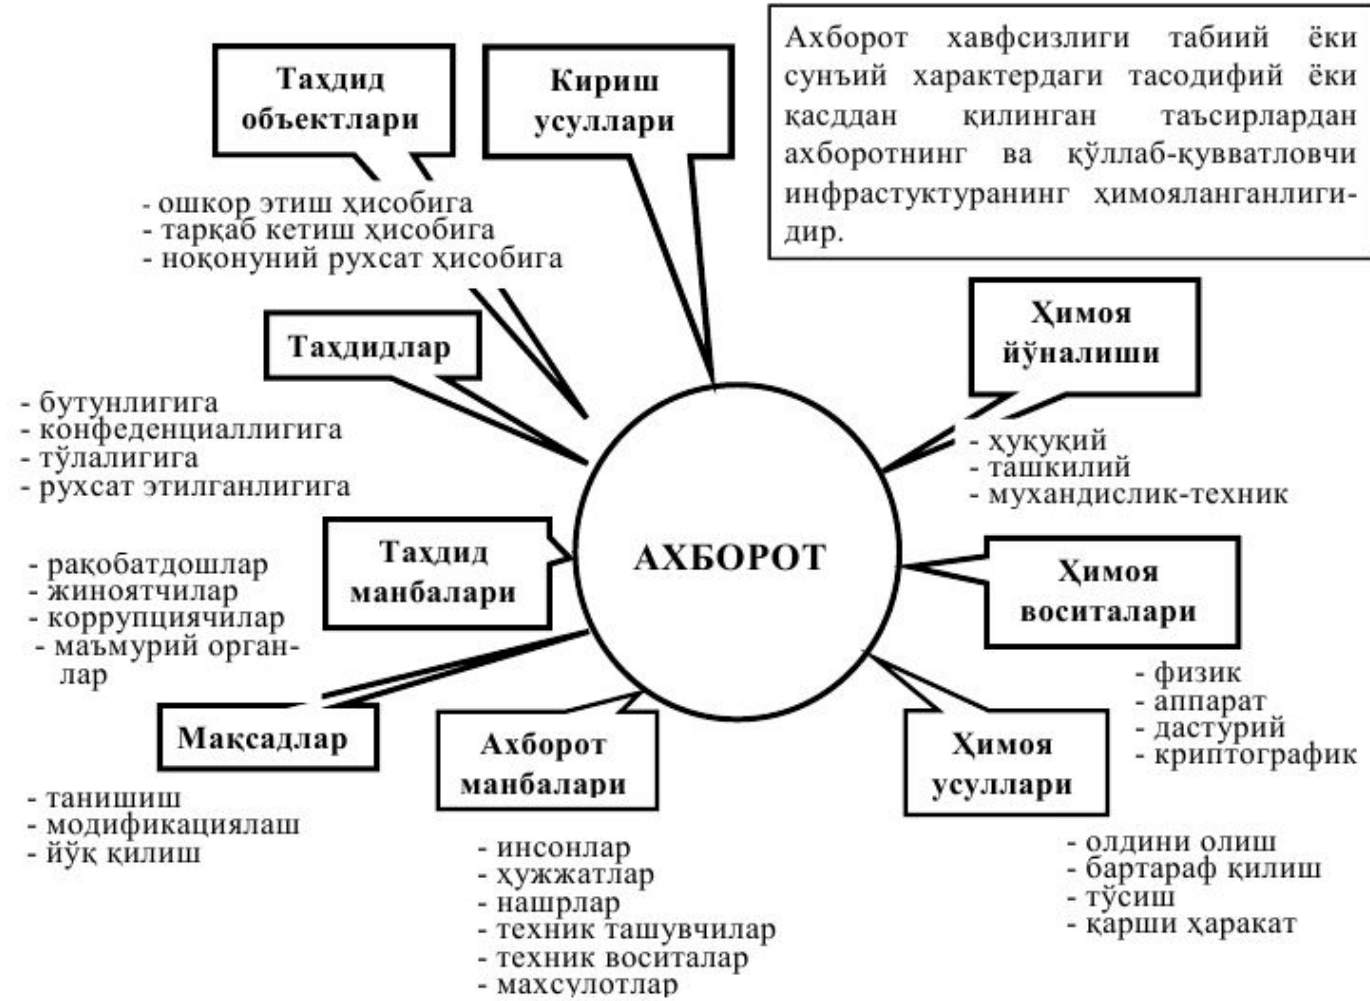 Таҳдид
объектлари
Кириш
усуллари
Ахборот хавфсизлиги табиий ёки
сунъий характердаги тасодифий ёки
қасддан қилинган таъсирлардан
ахборотнинг ва қўллаб-қувватловчи
инфраструктуранинг ҳимояланганлиги-
дир.
- ошкор этиш ҳисобига
- тарқаб кетиш ҳисобига
- ноқонуний рухсат ҳисобига
Таҳдидлар
Ҳимоя
йўналиши
- бутунлигига
- конфеденциаллигига
- тўлалигига
- рухсат этилганлигига
- ҳуқуқий
- ташкилий
- мухандислик-техник
Таҳдид
манбалари
АХБОРОТ
Ҳимоя
воситалари
- рақобатдошлар
- жиноятчилар
- коррупциячилар
- маъмурий орган-
лар
- физик
- аппарат
- дастурий
- криптографик
Мақсадлар
Ахборот
манбалари
Ҳимоя
усуллари
- танишиш
- модификациялаш
- йўқ қилиш
- инсонлар
- ҳужжатлар
- нашрлар
- техник ташувчилар
- техник воситалар
- махсулотлар
- олдини олиш
- бартараф қилиш
- тўсиш
- қарши ҳаракат